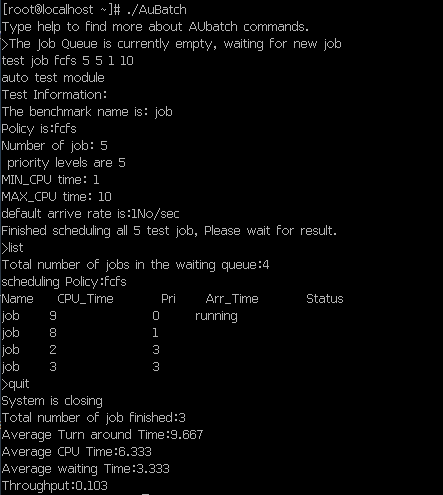 [root@localhost ~]# ./AuBatch
Type help to find more about AUbatch commands.
>The Job Queue is currently empty, waiting for new job
test job fcfs 5 5 1 10
auto test module
Test Information:
The benchmark name is: job
Policy is:fcfs
Number of job: 5
 priority levels are 5
MIN_CPU time: 1
MAX_CPU time: 10
default arrive rate is:1No/sec
Finished scheduling all 5 test job, Please wait for result.
>list
Total number of jobs in the waiting queue:4
scheduling Policy:fcfs
Name CPU_Time Pri Arr_Time Status
job 9 0 running
job 8 1
job 2 3
job 3 3
>quit
System is closing
Total number of job finished:3
Average Turn around Time:9.667
Average CPU Time:6.333
Average waiting Time:3.333
Throughput:0.103